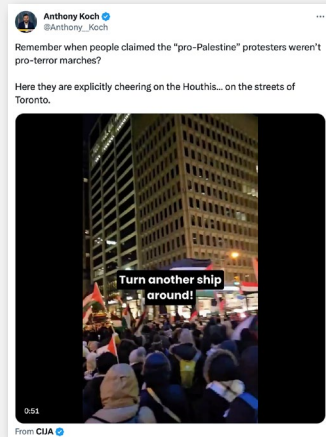 Anthony Koch
@Anthony__Koch
Remember when people claimed the “pro-Palestine” protesters weren’t
pro-terror marches?
Here they are explicitly cheering on the Houthis... on the streets of
Toronto.
Turn another ship
around!
0:51
From CIJA